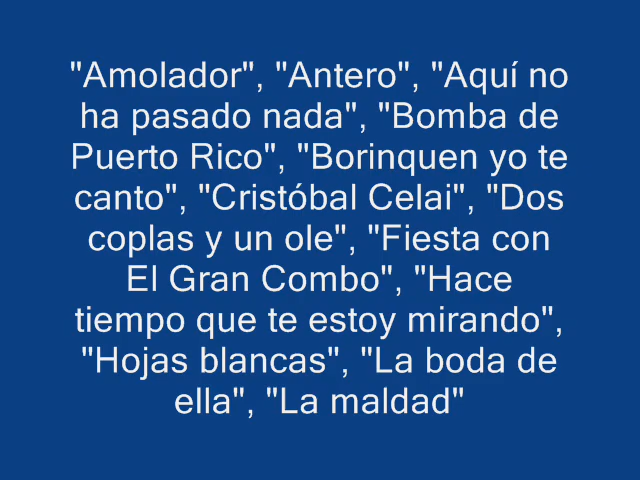 "Amolador", "Antero", "Aquí no
ha pasado nada", "Bomba de
Puerto Rico", "Borinquen yo te
canto", "Cristóbal Celai", "Dos
coplas y un ole", "Fiesta con
El Gran Combo", "Hace
tiempo que te estoy mirando",
"Hojas blancas", "La boda de
ella", "La maldad"